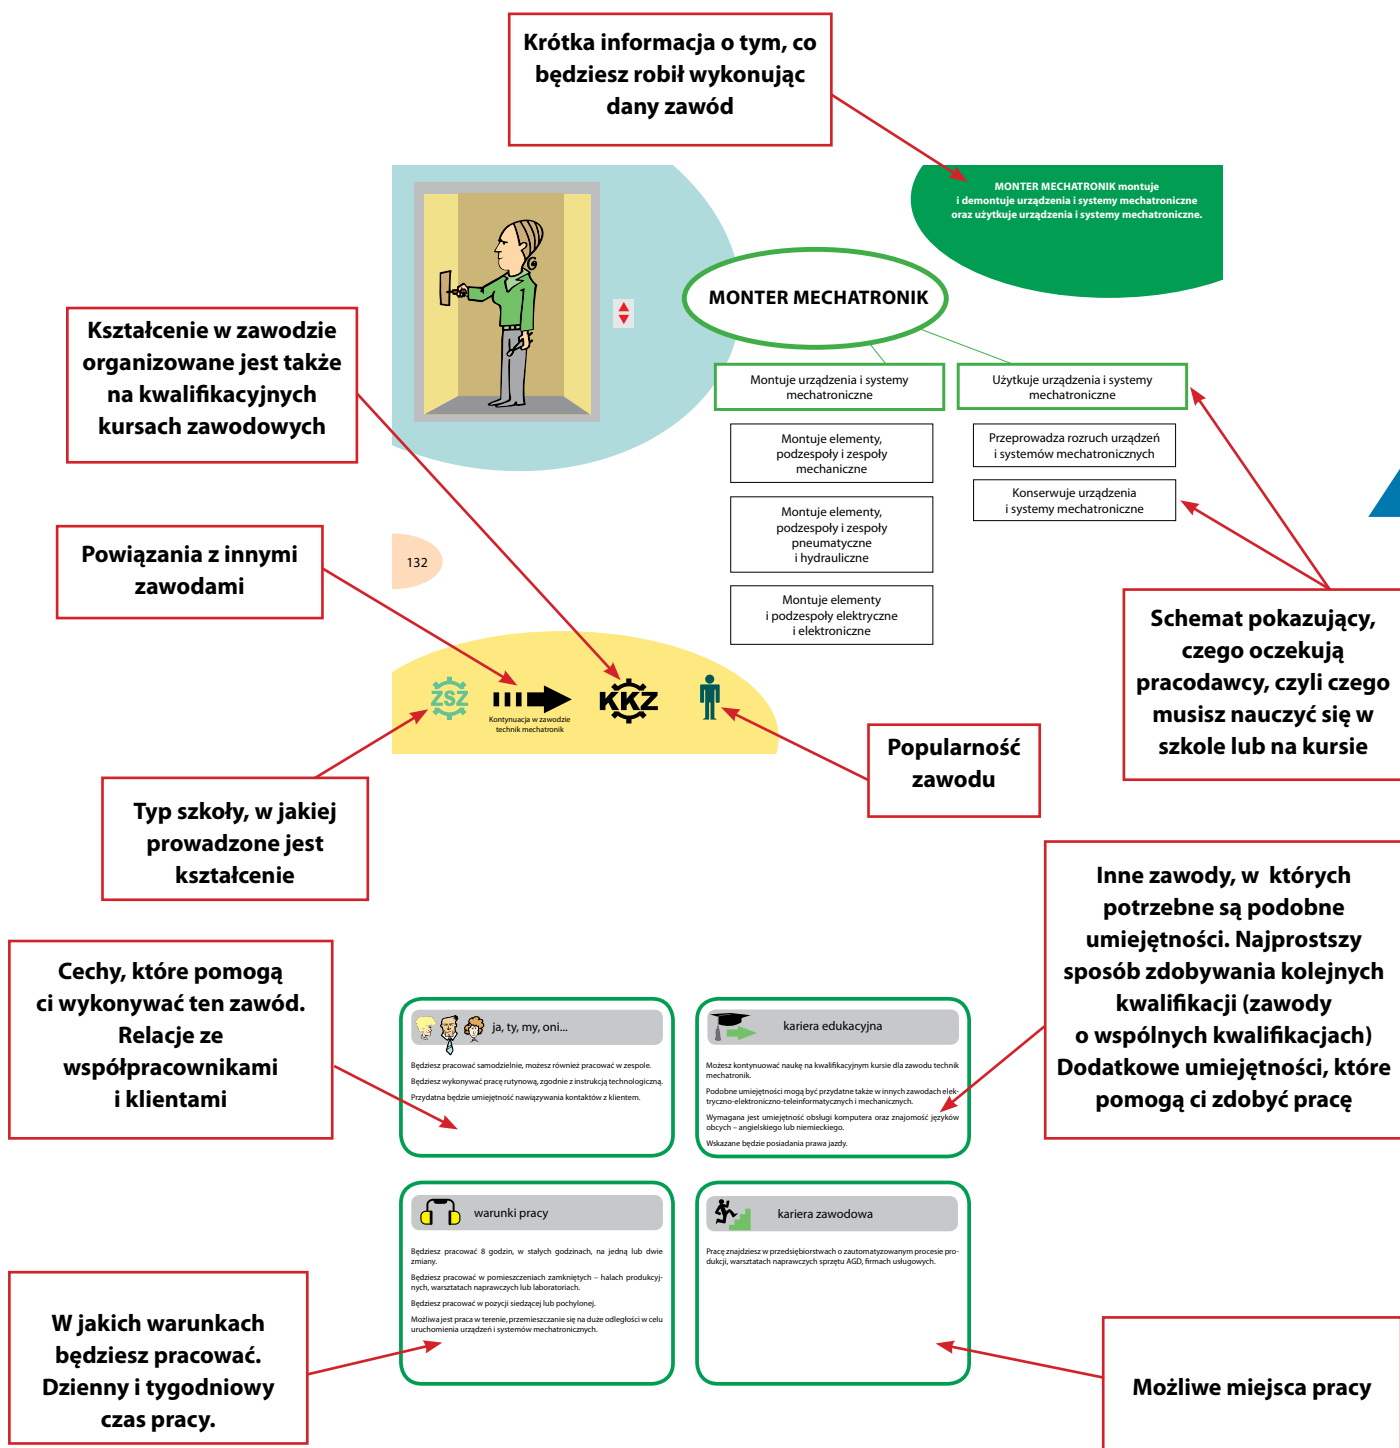 Krótka informacja o tym, co
będziesz robił wykonując
dany zawód
MONTER MECHATRONIK montuje
i demontuje urządzenia i systemy mechatroniczne
oraz użytkuje urządzenia i systemy mechatroniczne.
MONTER MECHATRONIK
Kształcenie w zawodzie
organizowane jest także
na kwalifikacyjnych
kursach zawodowych
Montuje urządzenia i systemy
mechatroniczne
Użytkuje urządzenia i systemy
mechatroniczne
Montuje elementy,
podzespoły i zespoły
mechaniczne
Przeprowadza rozruch urządzeń
i systemów mechatronicznych
Konserwuje urządzenia
i systemy mechatroniczne
Montuje elementy,
podzespoły i zespoły
pneumatyczne
i hydrauliczne
Montuje elementy
i podzespoły elektryczne
i elektroniczne
Powiązania z innymi
zawodami
132
Schemat pokazujący,
czego oczekują
pracodawcy, czyli czego
musisz nauczyć się w
szkole lub na kursie
ZSZ
Kontynuacja w zawodzie
technik mechatronik
KKZ
Popularność
zawodu
Typ szkoły, w jakiej
prowadzone jest
kształcenie
Inne zawody, w których
potrzebne są podobne
umiejętności. Najprostszy
sposób zdobywania kolejnych
kwalifikacji (zawody
o wspólnych kwalifikacjach)
Dodatkowe umiejętności, które
pomogą ci zdobyć pracę
Cechy, które pomogą
ci wykonywać ten zawód.
Relacje ze
współpracownikami
i klientami
ja, ty, my, oni...
Będziesz pracować samodzielnie, możesz również pracować w zespole.
Będziesz wykonywać pracę rutynową, zgodnie z instrukcją technologiczną.
Przydatna będzie umiejętność nawiązywania kontaktów z klientem.
kariera edukacyjna
Możesz kontynuować naukę na kwalifikacyjnym kursie dla zawodu technik
mechatronik.
Podobne umiejętności mogą być przydatne także w innych zawodach elek-
tryczno-elektroniczno-teleinformatycznych i mechanicznych.
Wymagana jest umiejętność obsługi komputera oraz znajomość języków
obcych – angielskiego lub niemieckiego.
Wskazane będzie posiadania prawa jazdy.
warunki pracy
Będziesz pracować 8 godzin, w stałych godzinach, na jedną lub dwie
zmiany.
Będziesz pracować w pomieszczeniach zamkniętych – halach produkcyj-
nych, warsztatach naprawczych lub laboratoriach.
Będziesz pracować w pozycji siedzącej lub pochylonej.
Możliwa jest praca w terenie, przemieszczanie się na duże odległości w celu
uruchomienia urządzeń i systemów mechatronicznych.
kariera zawodowa
Pracę znajdziesz w przedsiębiorstwach o zautomatyzowanym procesie pro-
dukcji, warsztatach naprawczych sprzętu AGD, firmach usługowych.
W jakich warunkach
będziesz pracować.
Dzienny i tygodniowy
czas pracy.
Możliwe miejsca pracy